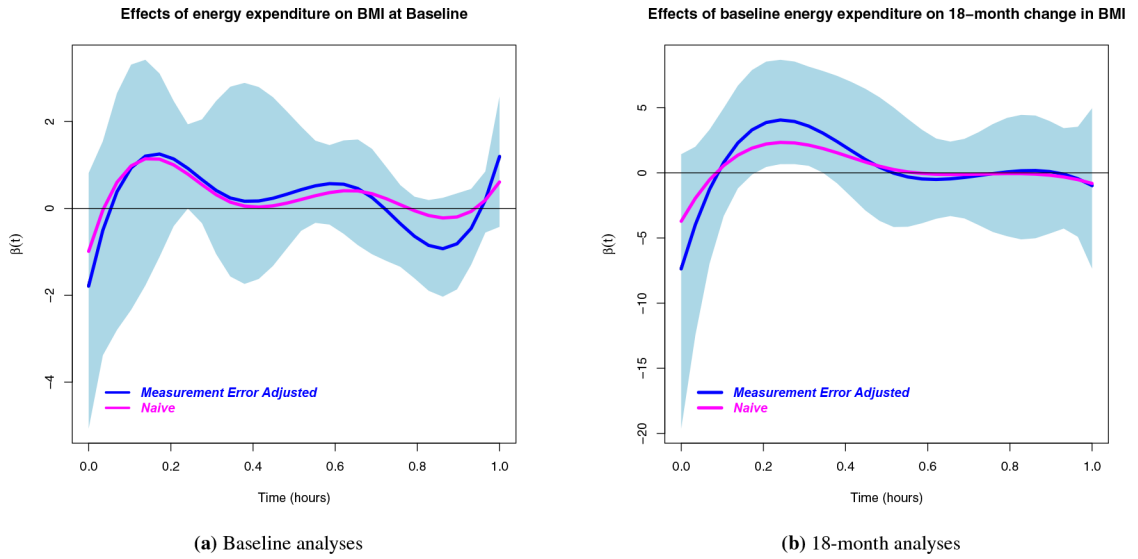 Effects of energy expenditure on BMI at Baseline
β(t)
2
0
−2
−4
Measurement Error Adjusted
Naive
0.0 0.2 0.4 0.6 0.8 1.0
Time (hours)
(a) Baseline analyses
Effects of baseline energy expenditure on 18−month change in BMI
β(t)
5
0
−5
−10
−15
−20
Measurement Error Adjusted
Naive
0.0 0.2 0.4 0.6 0.8 1.0
Time (hours)
(b) 18-month analyses